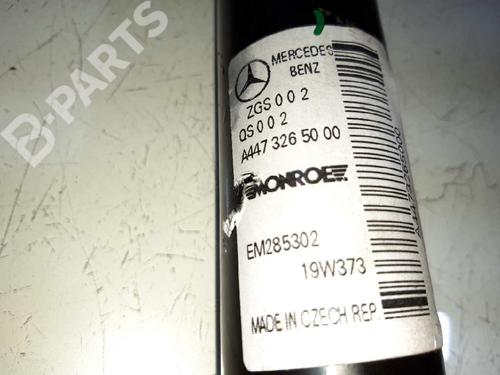 B-PARTS
MERCEDES
BENZ
ZGS 0 0 2
QS 0 0 2
A447 326 50 00
MONROE
EM285302
19W373
MADE IN CZECH REP.